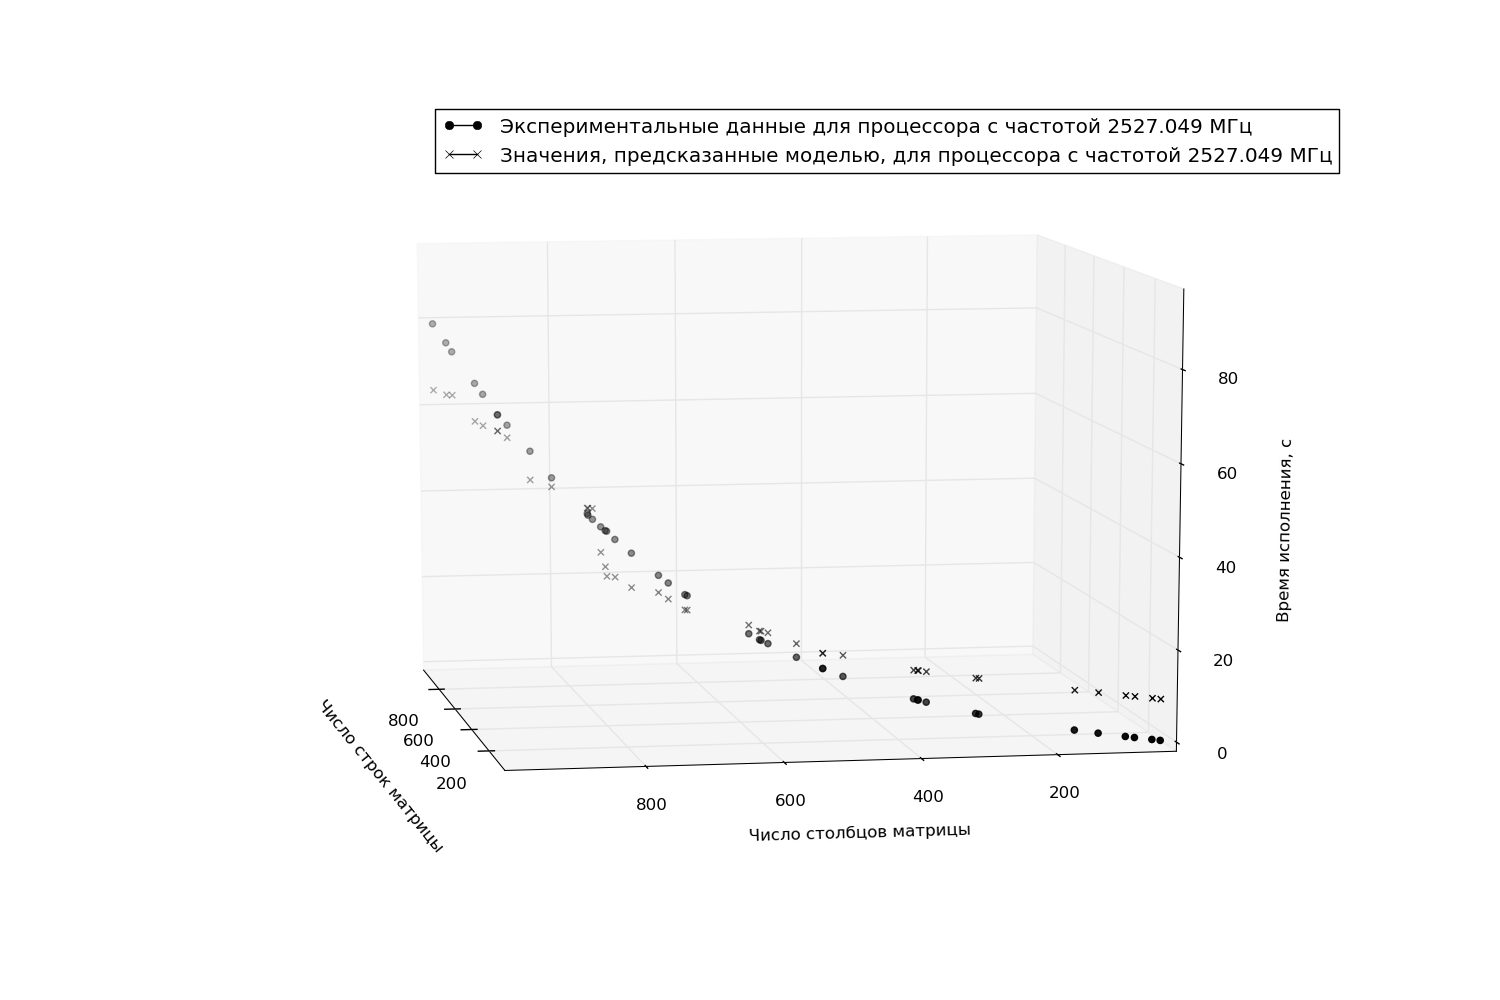 Экспериментальные данные для процессора с частотой 2527.049 МГц
Значения, предсказанные моделью, для процессора с частотой 2527.049 МГц
80
60
40
20
0
Время исполнения, с
800
600
400
200
Число строк матрицы
800
600
400
200
Число столбцов матрицы